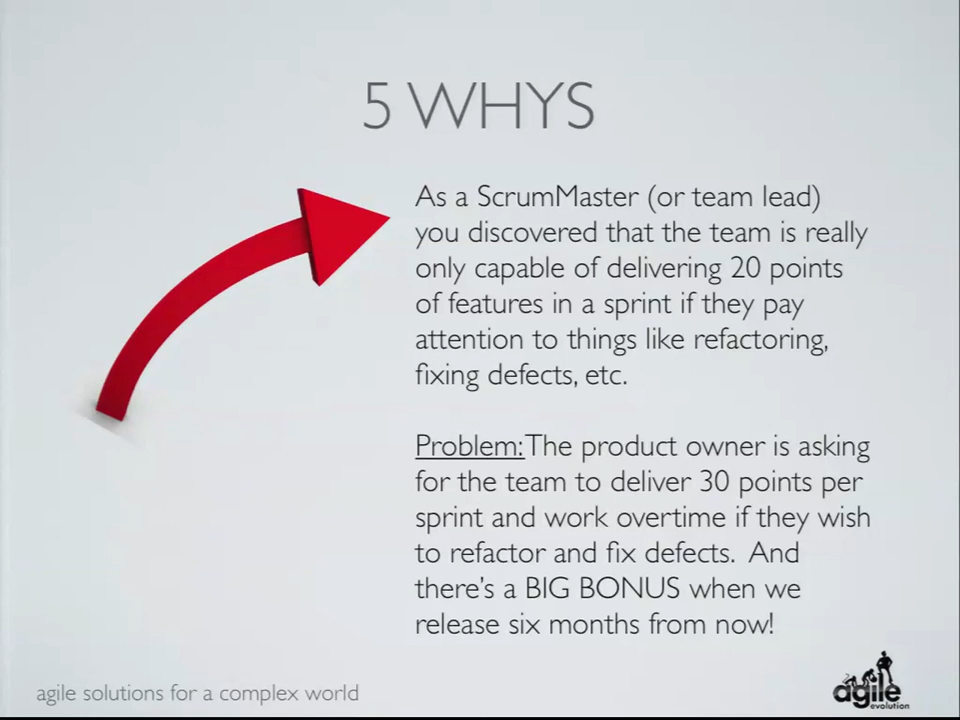 5 WHYS
As a ScrumMaster (or team lead)
you discovered that the team is really
only capable of delivering 20 points
of features in a sprint if they pay
attention to things like refactoring,
fixing defects, etc.
Problem: The product owner is asking
for the team to deliver 30 points per
sprint and work overtime if they wish
to refactor and fix defects. And
there's a BIG BONUS when we
release six months from now!
agile solutions for a complex world
agile
evolution